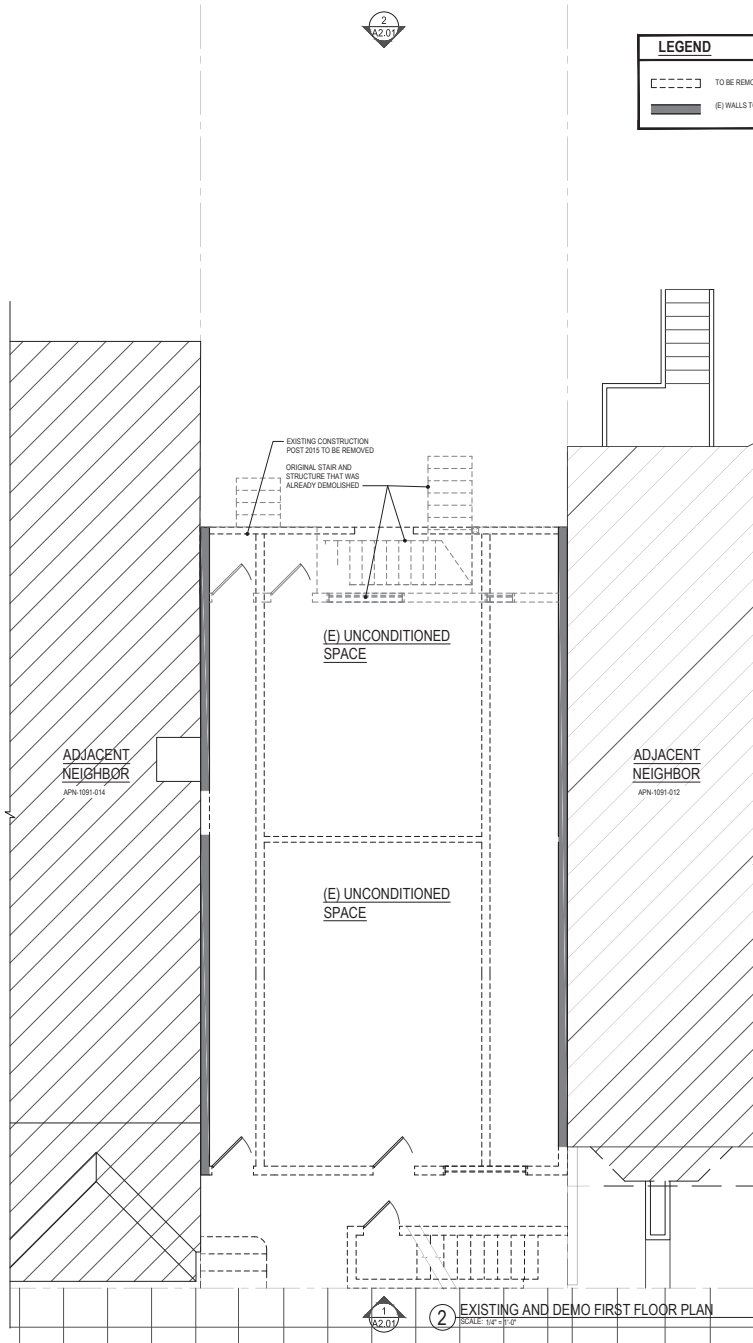 2
A2.01
LEGEND
TO BE REMO
(E) WALLS T
EXISTING CONSTRUCTION
POST 2015 TO BE REMOVED
ORIGINAL STAIR AND
STRUCTURE THAT WAS
ALREADY DEMOLISHED
(E) UNCONDITIONED
SPACE
ADJACENT
NEIGHBOR
APN-1091-014
ADJACENT
NEIGHBOR
APN-1091-012
(E) UNCONDITIONED
SPACE
1
A2.01
2
EXISTING AND DEMO FIRST FLOOR PLAN
SCALE: 1/4" = 1'-0"